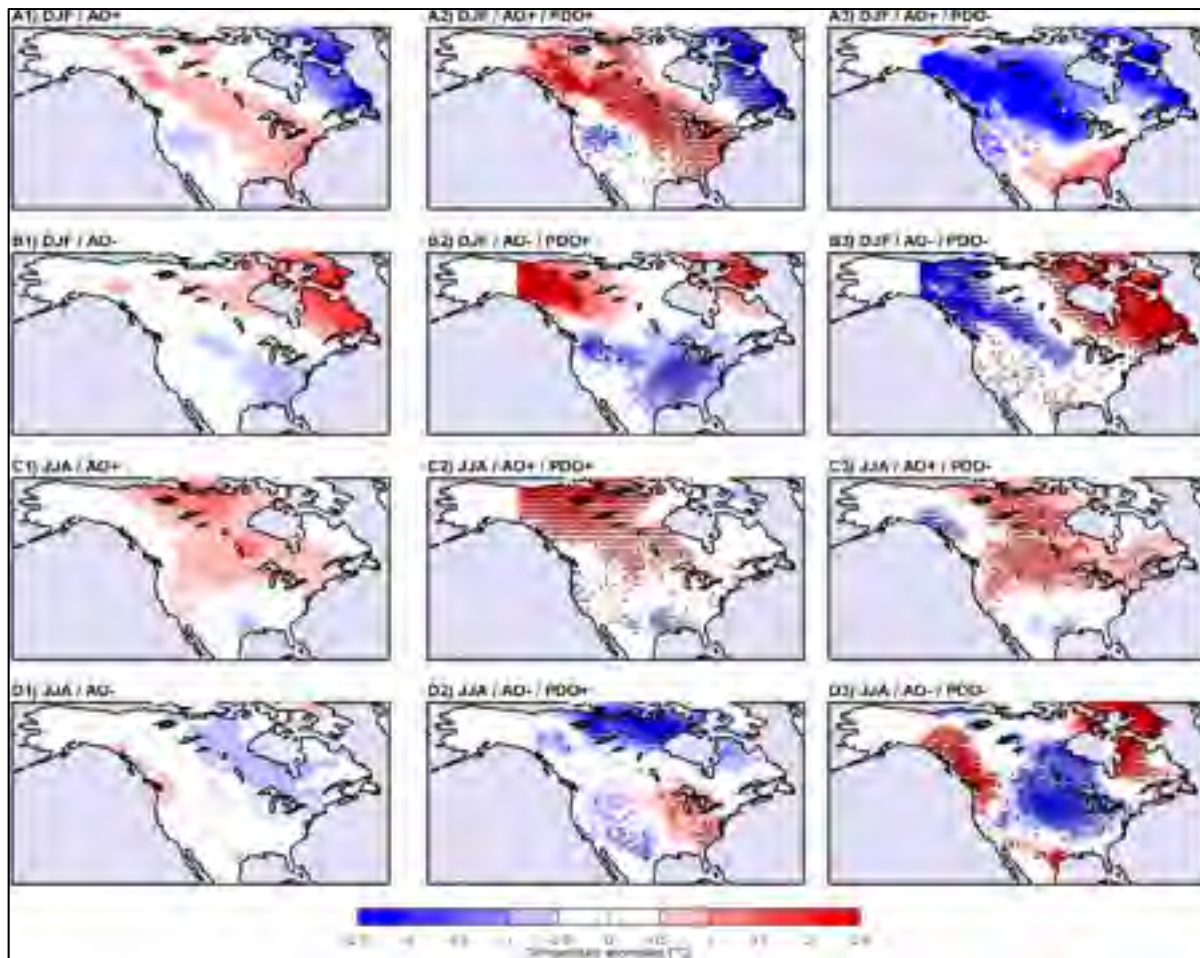 A1) DJF / AO+
A2) DJF / AO+ / PDO+
A3) DJF / AO+ / PDO-
B1) DJF / AO-
B2) DJF / AO- / PDO+
B3) DJF / AO- / PDO-
C1) JJA / AO+
C2) JJA / AO+ / PDO+
C3) JJA / AO+ / PDO-
D1) JJA / AO-
D2) JJA / AO- / PDO+
D3) JJA / AO- / PDO-
Temperature anomalies [°C]